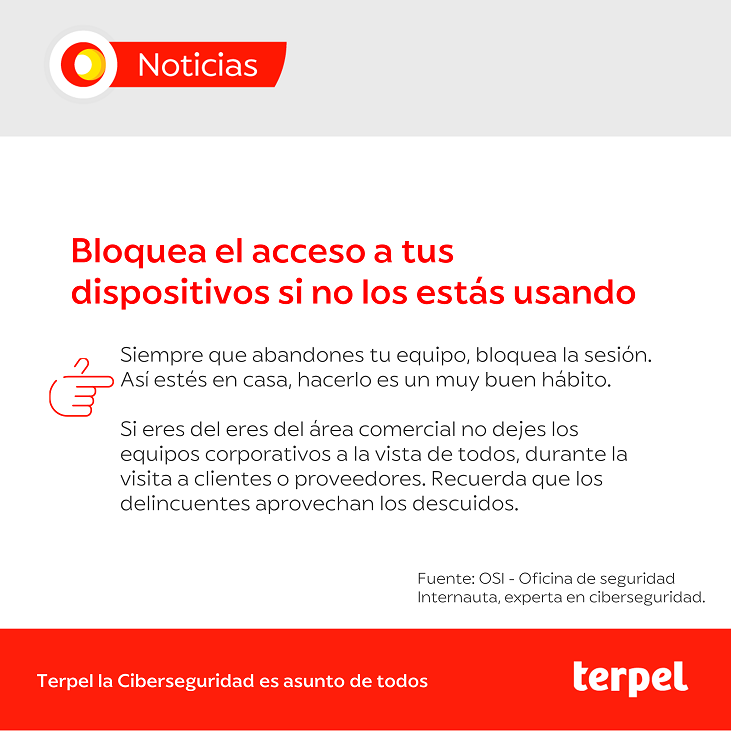 Noticias
Bloquea el acceso a tus
dispositivos si no los estás usando
Siempre que abandones tu equipo, bloquea la sesión.
Así estés en casa, hacerlo es un muy buen hábito.
Si eres del eres del área comercial no dejes los
equipos corporativos a la vista de todos, durante la
visita a clientes o proveedores. Recuerda que los
delincuentes aprovechan los descuidos.
Fuente: OSI - Oficina de seguridad
Internauta, experta en ciberseguridad.
Terpel la Ciberseguridad es asunto de todos
terpel